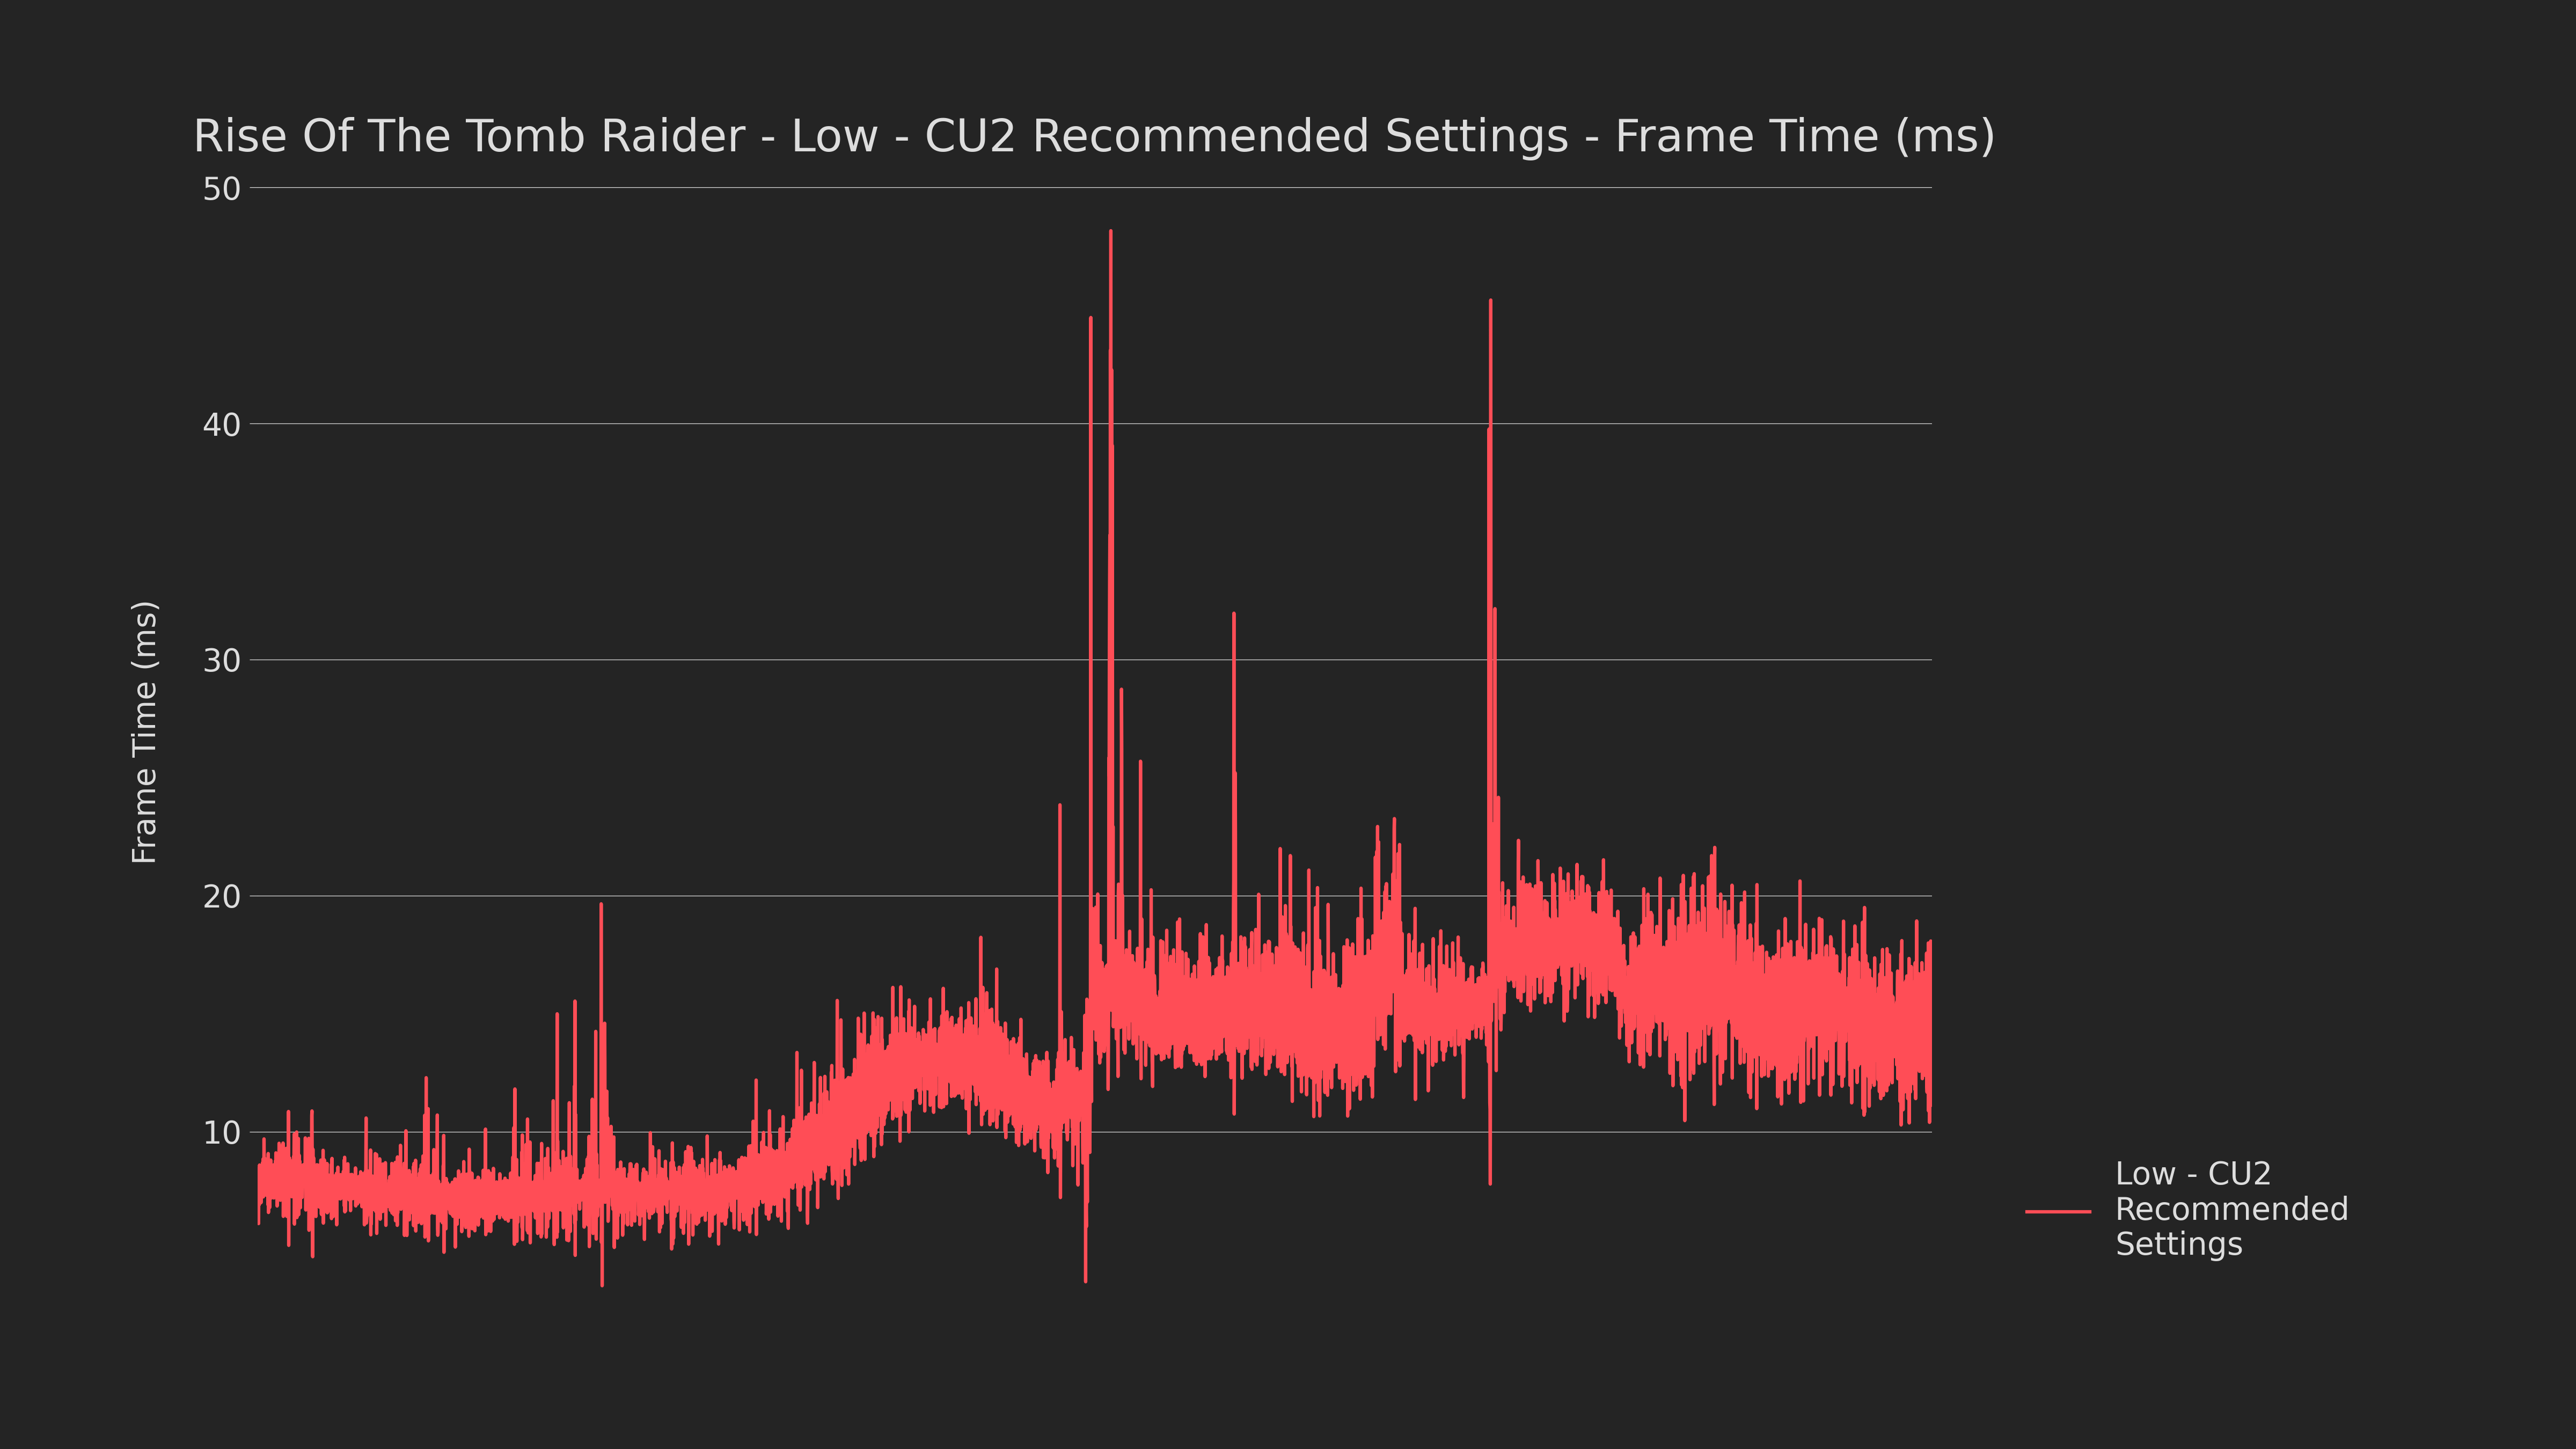 Rise Of The Tomb Raider - Low - CU2 Recommended Settings - Frame Time (ms)
50
40
30
20
10
Frame Time (ms)
Low - CU2
Recommended
Settings